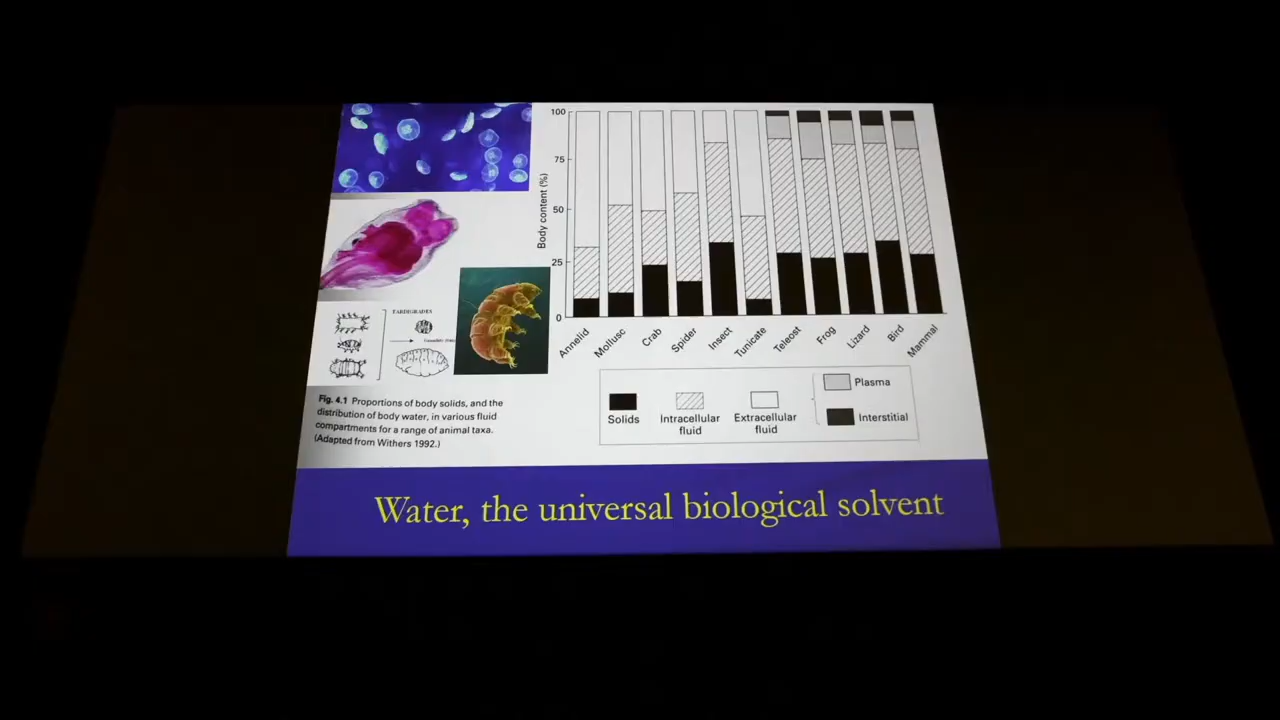 100
75
50
25
0
Body content (%)
Annelid
Mollusc
Crab
Spider
Insect
Tunicate
Teleost
Frog
Lizard
Bird
Mammal
Solids
Intracellular
fluid
Extracellular
fluid
Plasma
Interstitial
TARDIGRADES
Fig. 4.1 Proportions of body solids, and the
distribution of body water, in various fluid
compartments for a range of animal taxa.
(Adapted from Withers 1992.)
Water, the universal biological solvent